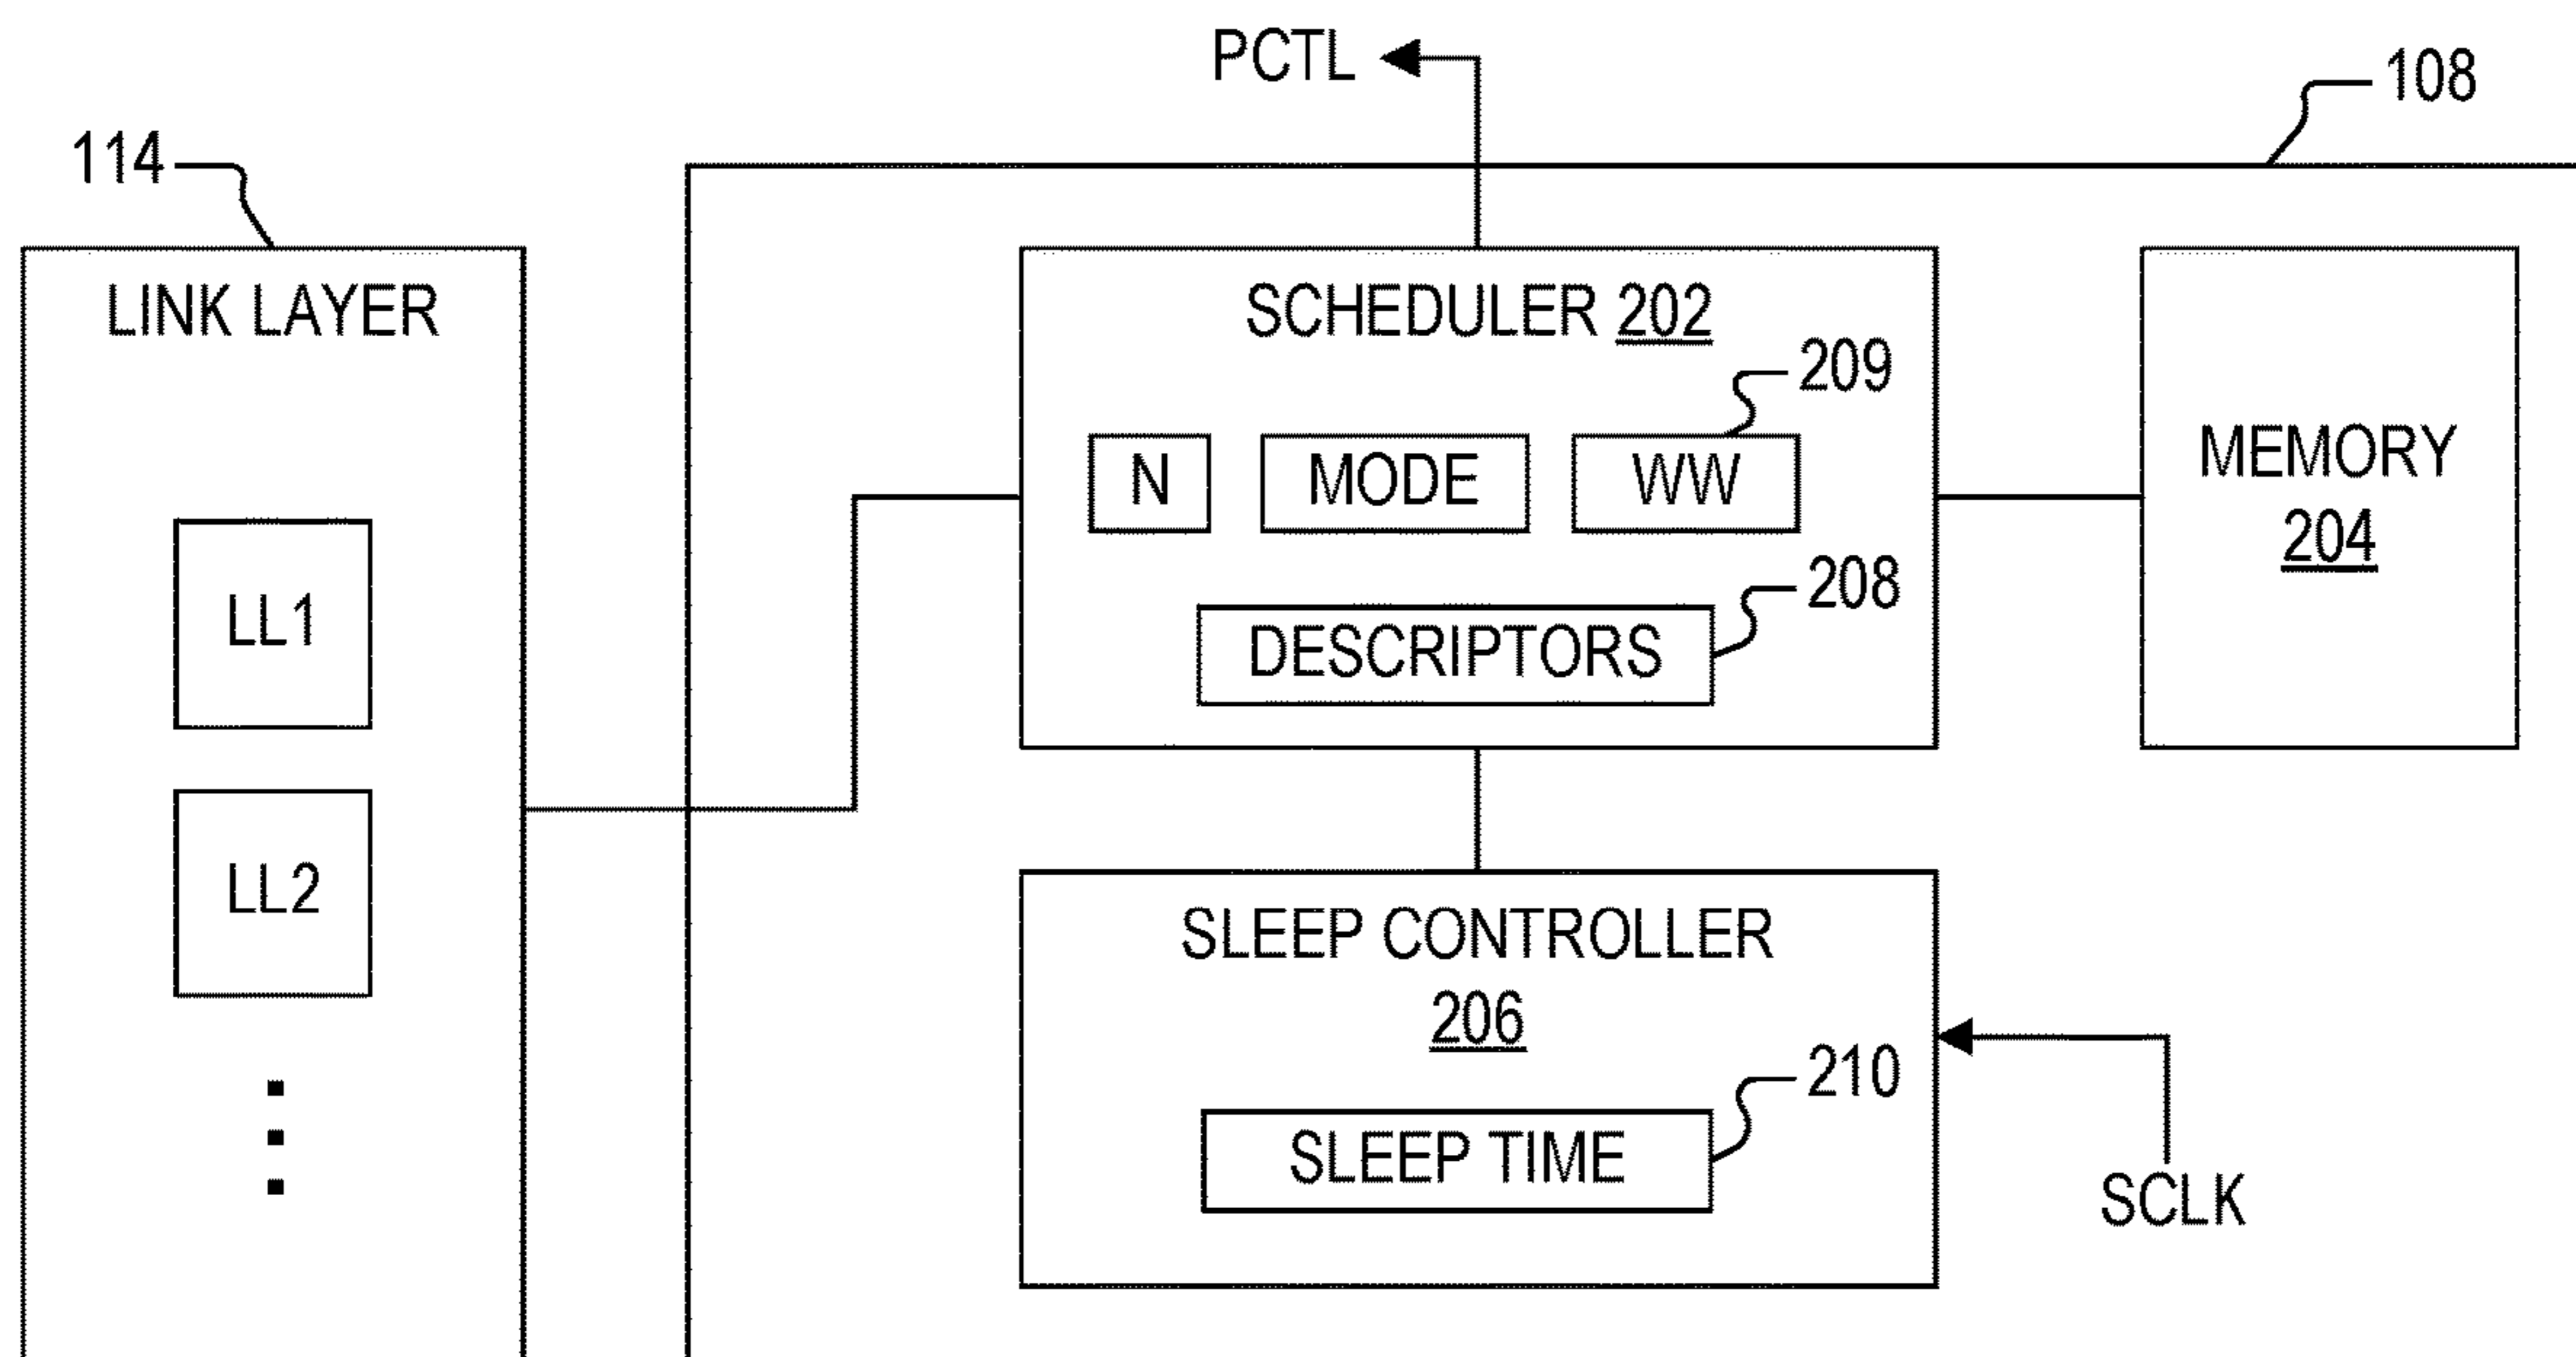 PCTL
108
114
LINK LAYER
LL1
LL2
SCHEDULER 202
209
N
MODE
WW
208
DESCRIPTORS
MEMORY
204
SLEEP CONTROLLER
206
210
SLEEP TIME
SCLK